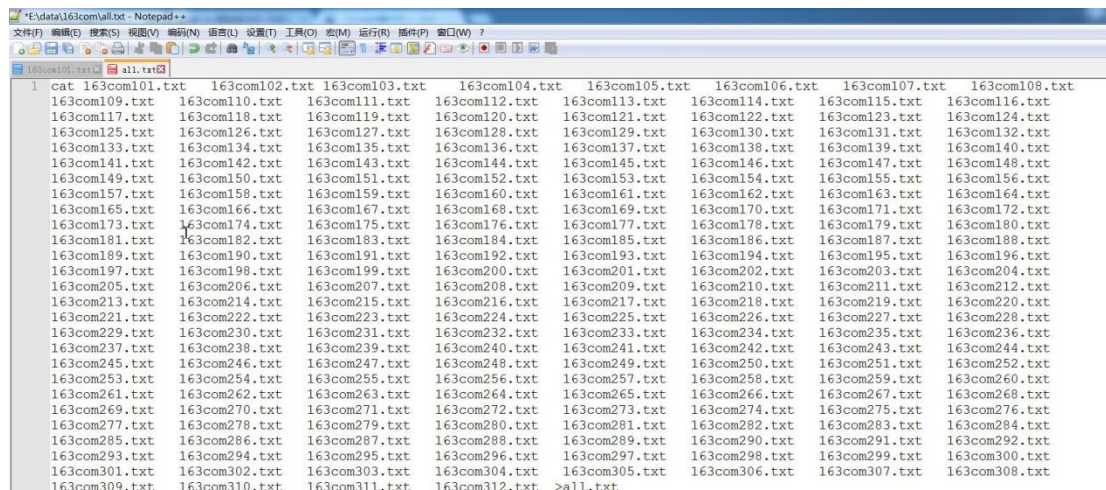 *E:\data\163com\all.txt - Notepad++
文件(F) 编辑(E) 搜索(S) 视图(V) 编码(N) 语言(L) 设置(T) 工具(O) 宏(M) 运行(R) 插件(P) 窗口(W) ?
163com101.txt all.txt
1 cat 163com101.txt 163com102.txt 163com103.txt 163com104.txt 163com105.txt 163com106.txt 163com107.txt 163com108.txt
163com109.txt 163com110.txt 163com111.txt 163com112.txt 163com113.txt 163com114.txt 163com115.txt 163com116.txt
163com117.txt 163com118.txt 163com119.txt 163com120.txt 163com121.txt 163com122.txt 163com123.txt 163com124.txt
163com125.txt 163com126.txt 163com127.txt 163com128.txt 163com129.txt 163com130.txt 163com131.txt 163com132.txt
163com133.txt 163com134.txt 163com135.txt 163com136.txt 163com137.txt 163com138.txt 163com139.txt 163com140.txt
163com141.txt 163com142.txt 163com143.txt 163com144.txt 163com145.txt 163com146.txt 163com147.txt 163com148.txt
163com149.txt 163com150.txt 163com151.txt 163com152.txt 163com153.txt 163com154.txt 163com155.txt 163com156.txt
163com157.txt 163com158.txt 163com159.txt 163com160.txt 163com161.txt 163com162.txt 163com163.txt 163com164.txt
163com165.txt 163com166.txt 163com167.txt 163com168.txt 163com169.txt 163com170.txt 163com171.txt 163com172.txt
163com173.txt 163com174.txt 163com175.txt 163com176.txt 163com177.txt 163com178.txt 163com179.txt 163com180.txt
163com181.txt 163com182.txt 163com183.txt 163com184.txt 163com185.txt 163com186.txt 163com187.txt 163com188.txt
163com189.txt 163com190.txt 163com191.txt 163com192.txt 163com193.txt 163com194.txt 163com195.txt 163com196.txt
163com197.txt 163com198.txt 163com199.txt 163com200.txt 163com201.txt 163com202.txt 163com203.txt 163com204.txt
163com205.txt 163com206.txt 163com207.txt 163com208.txt 163com209.txt 163com210.txt 163com211.txt 163com212.txt
163com213.txt 163com214.txt 163com215.txt 163com216.txt 163com217.txt 163com218.txt 163com219.txt 163com220.txt
163com221.txt 163com222.txt 163com223.txt 163com224.txt 163com225.txt 163com226.txt 163com227.txt 163com228.txt
163com229.txt 163com230.txt 163com231.txt 163com232.txt 163com233.txt 163com234.txt 163com235.txt 163com236.txt
163com237.txt 163com238.txt 163com239.txt 163com240.txt 163com241.txt 163com242.txt 163com243.txt 163com244.txt
163com245.txt 163com246.txt 163com247.txt 163com248.txt 163com249.txt 163com250.txt 163com251.txt 163com252.txt
163com253.txt 163com254.txt 163com255.txt 163com256.txt 163com257.txt 163com258.txt 163com259.txt 163com260.txt
163com261.txt 163com262.txt 163com263.txt 163com264.txt 163com265.txt 163com266.txt 163com267.txt 163com268.txt
163com269.txt 163com270.txt 163com271.txt 163com272.txt 163com273.txt 163com274.txt 163com275.txt 163com276.txt
163com277.txt 163com278.txt 163com279.txt 163com280.txt 163com281.txt 163com282.txt 163com283.txt 163com284.txt
163com285.txt 163com286.txt 163com287.txt 163com288.txt 163com289.txt 163com290.txt 163com291.txt 163com292.txt
163com293.txt 163com294.txt 163com295.txt 163com296.txt 163com297.txt 163com298.txt 163com299.txt 163com300.txt
163com301.txt 163com302.txt 163com303.txt 163com304.txt 163com305.txt 163com306.txt 163com307.txt 163com308.txt
163com309.txt 163com310.txt 163com311.txt 163com312.txt >all.txt